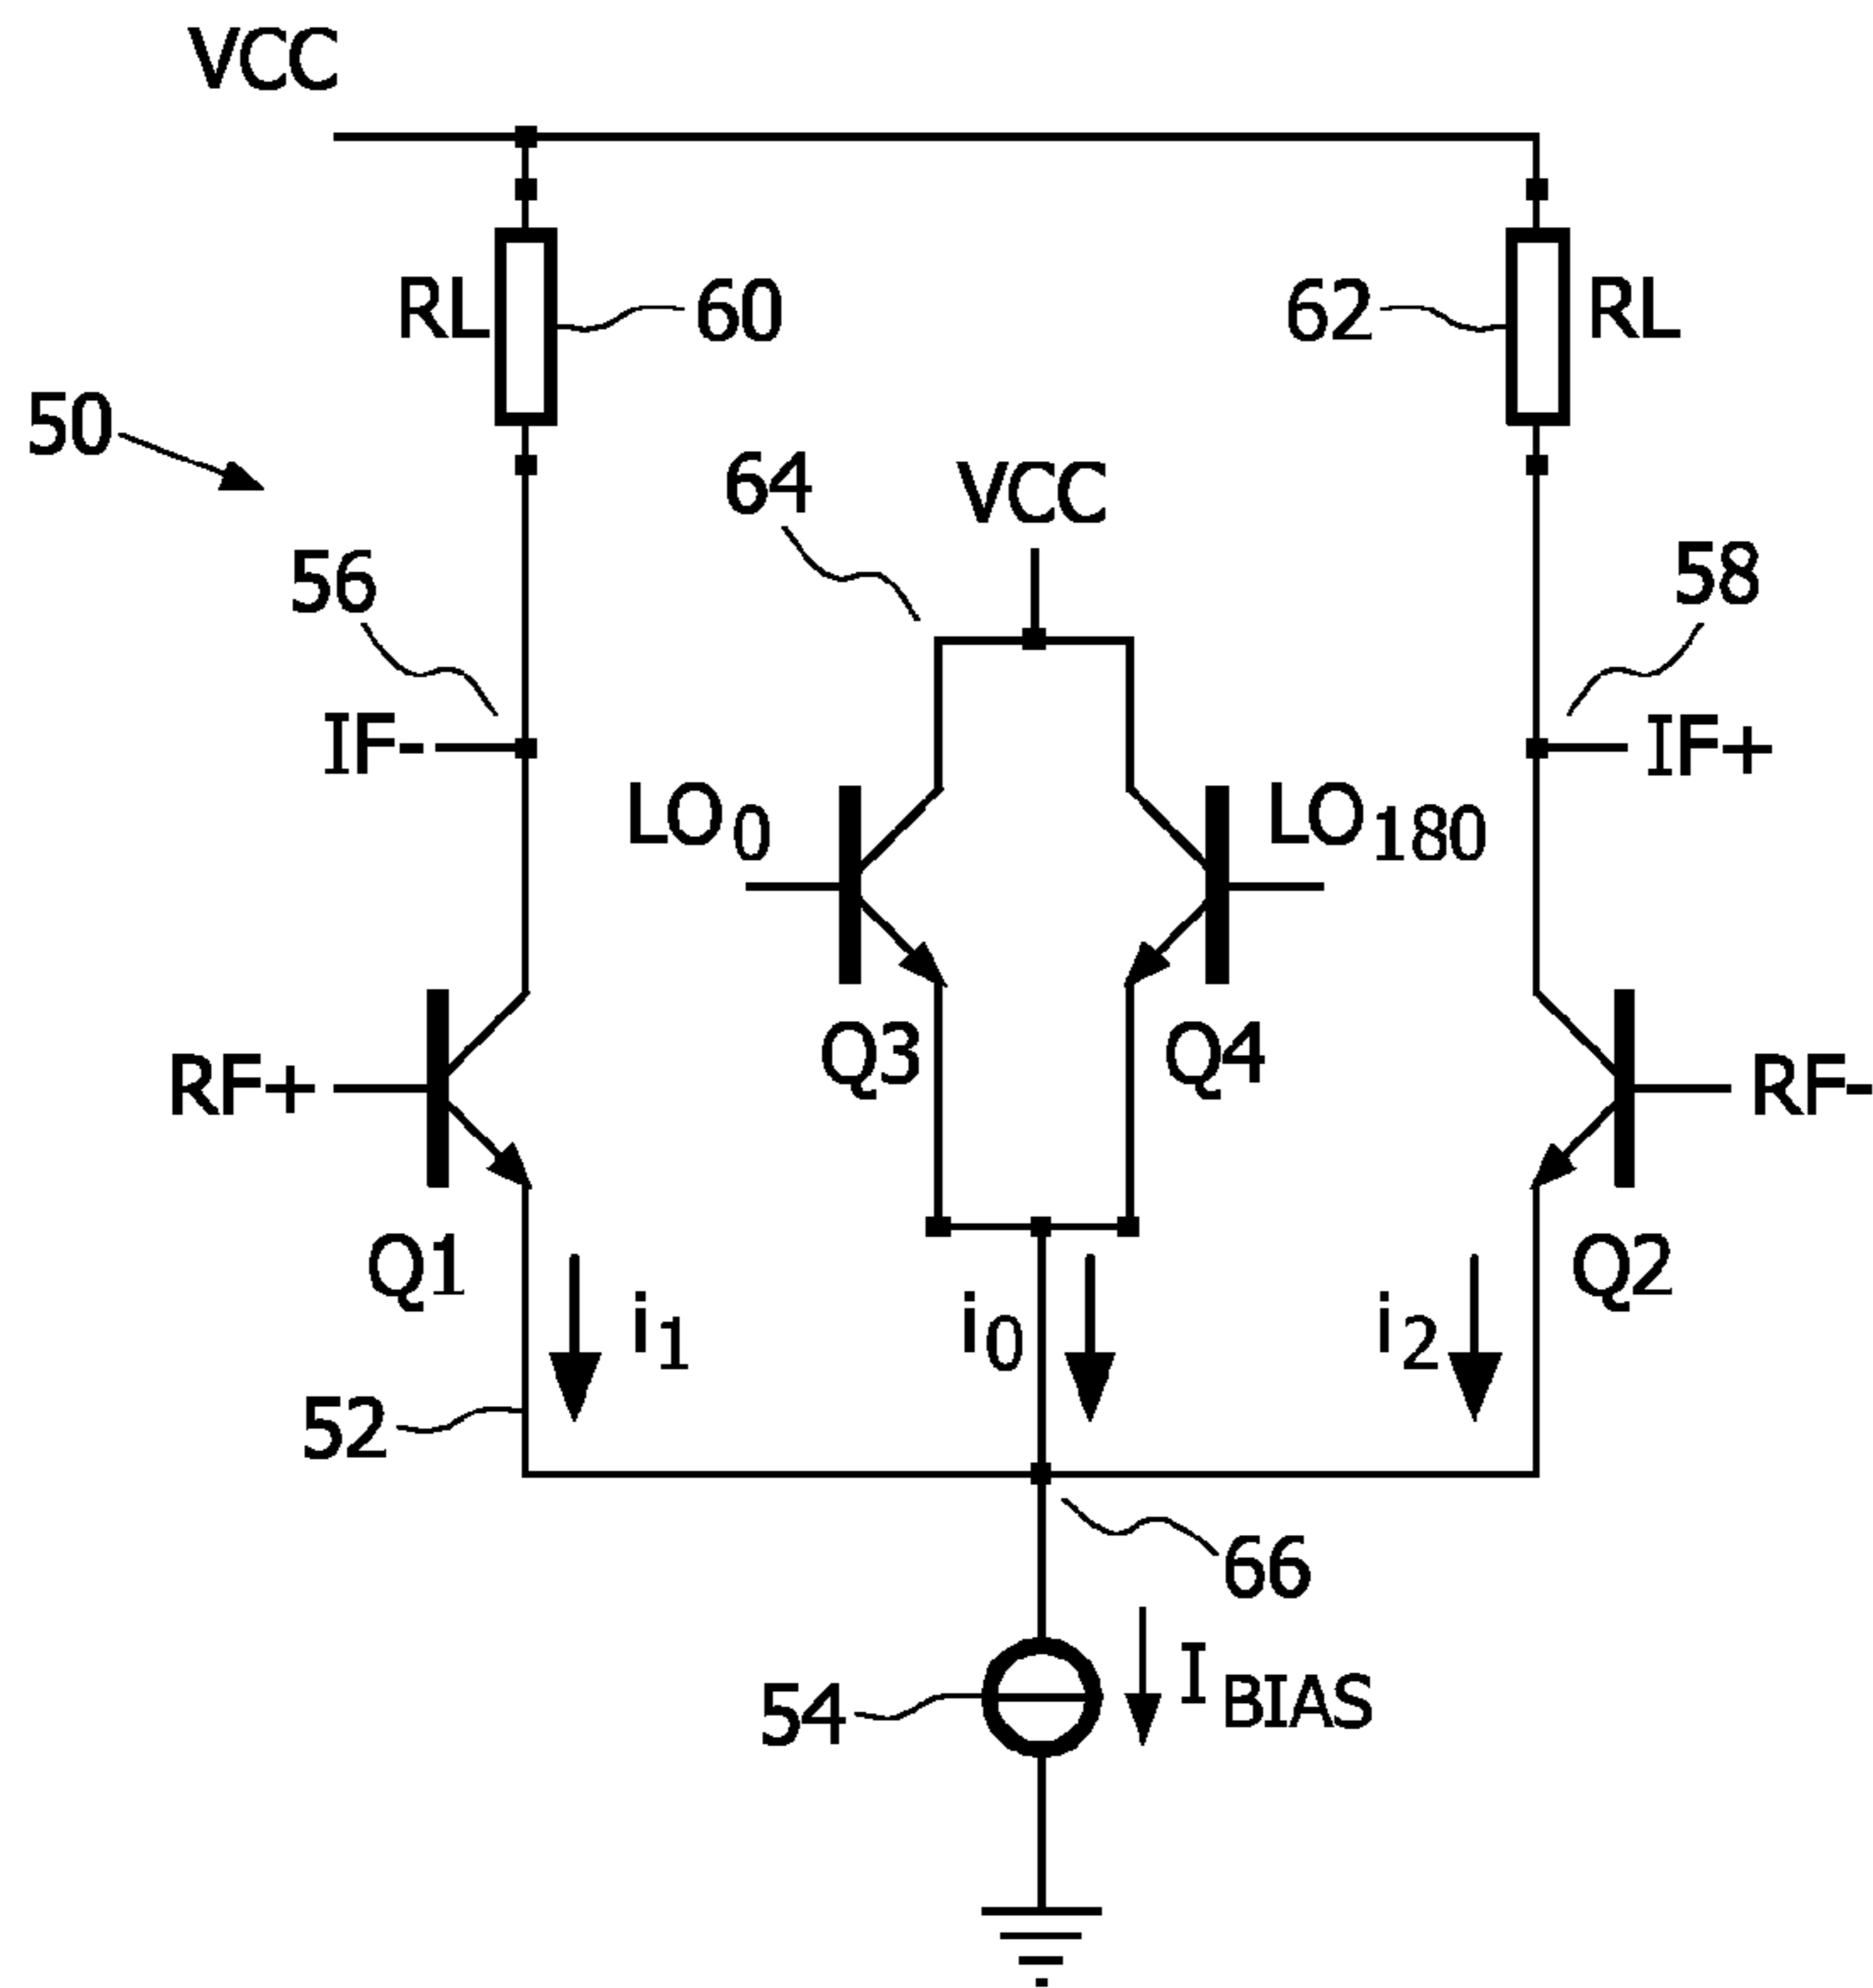 VCC
RL 60 62 RL
50
64 VCC
56 58
IF- IF+
LO0 LO180
Q3 Q4
RF+ RF-
Q1 Q2
i1 i0 i2
52
66
54 IBIAS